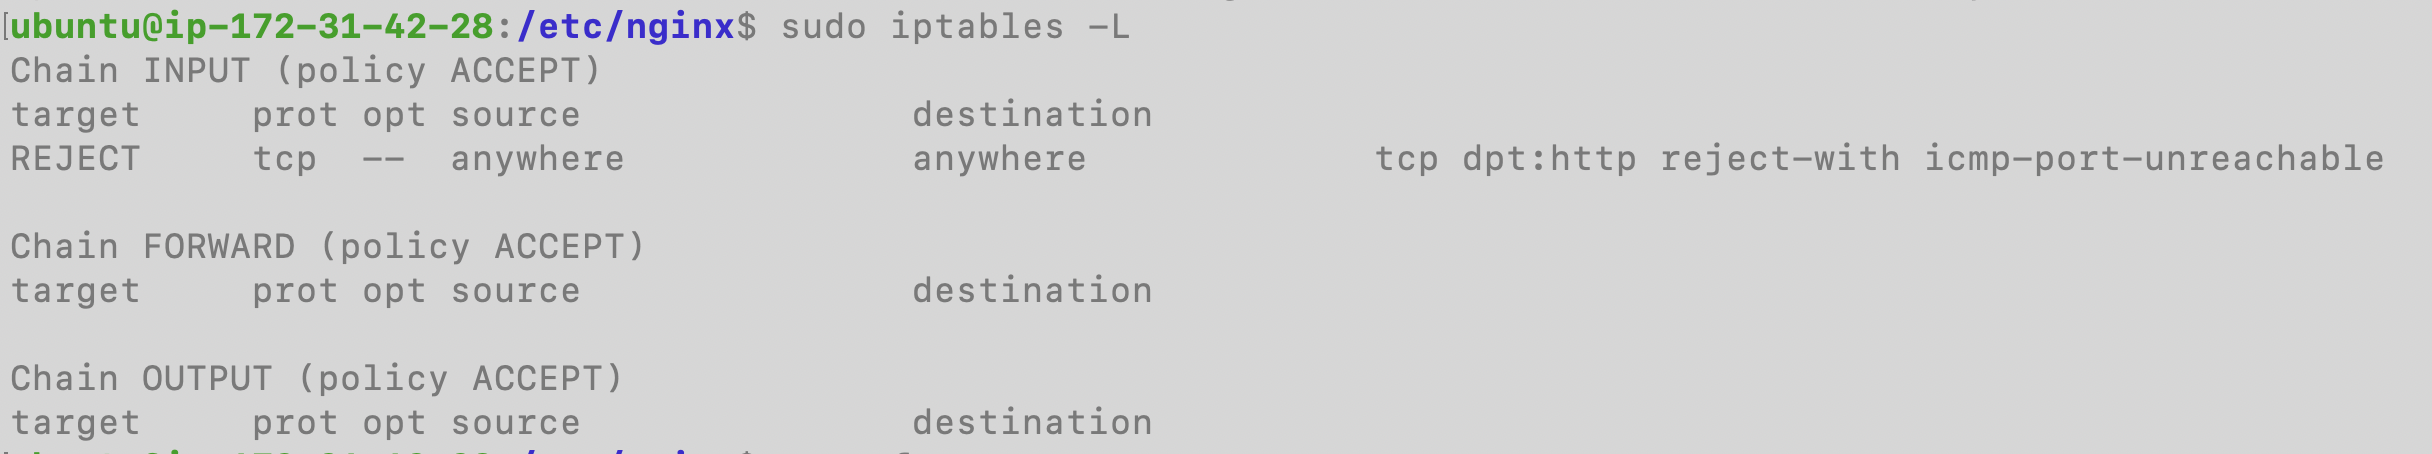 [ubuntu@ip-172-31-42-28:/etc/nginx$ sudo iptables -L
Chain INPUT (policy ACCEPT)
target     prot opt source               destination
REJECT     tcp  --  anywhere             anywhere             tcp dpt:http reject-with icmp-port-unreachable
Chain FORWARD (policy ACCEPT)
target     prot opt source               destination
Chain OUTPUT (policy ACCEPT)
target     prot opt source               destination